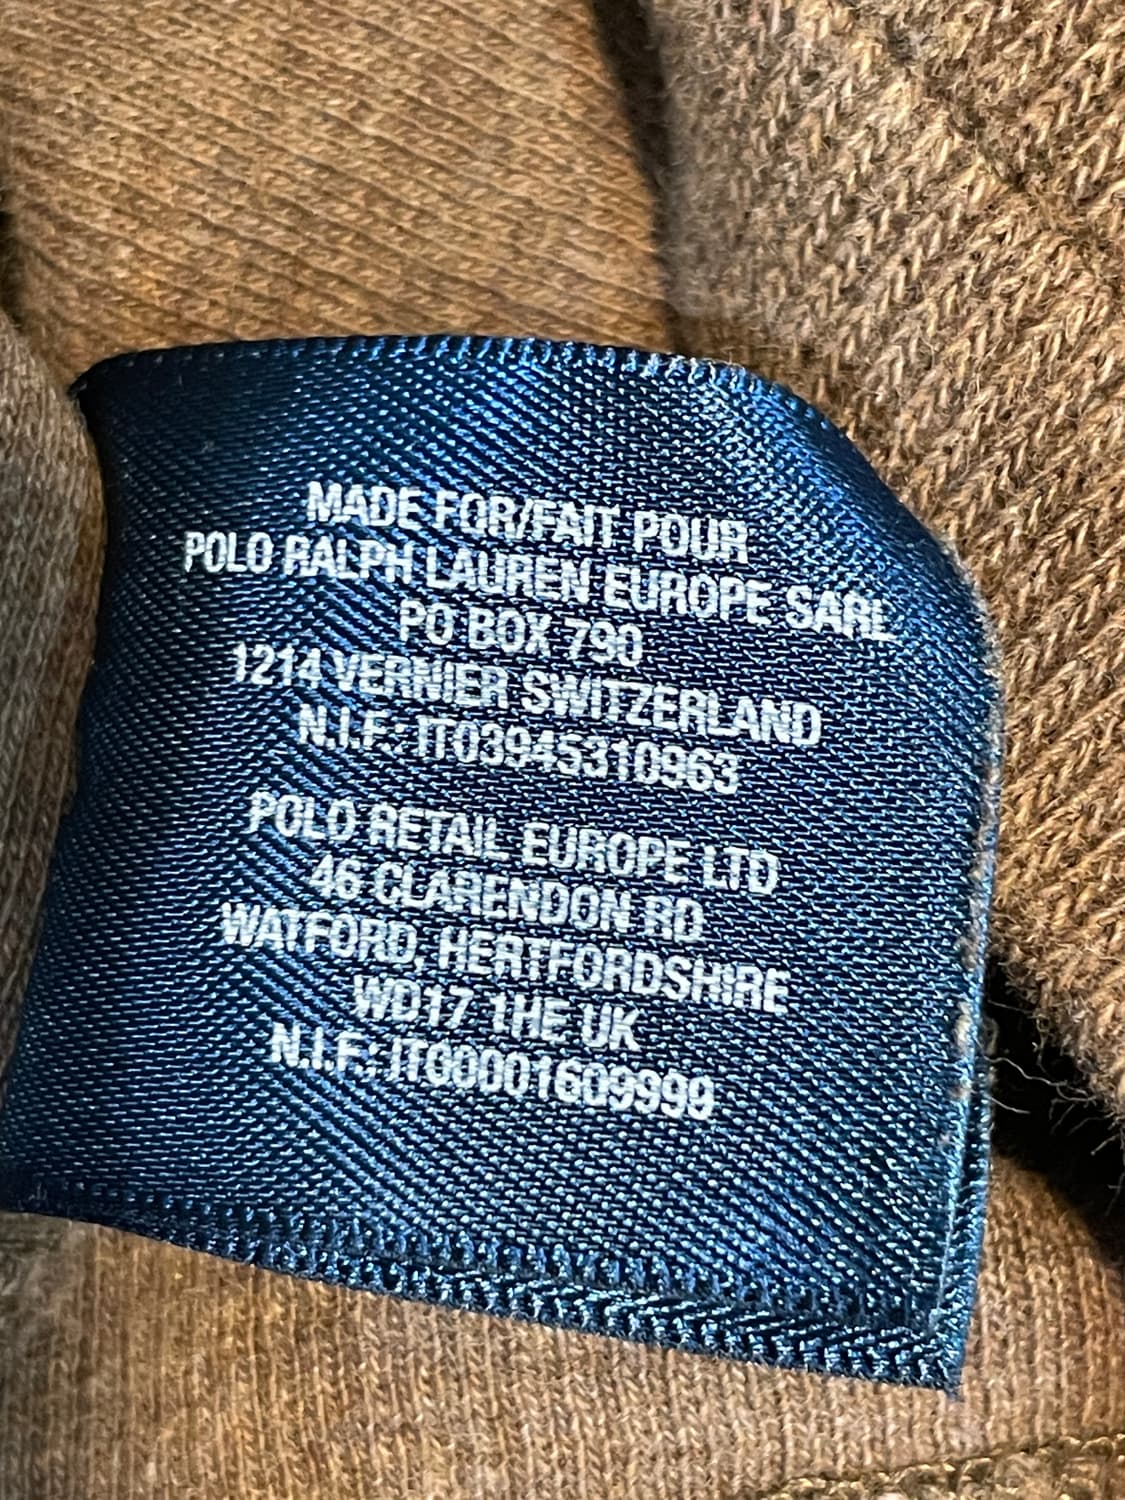 MADE FOR/FAIT POUR
POLO RALPH LAUREN EUROPE SARL
PO BOX 790
1214 VERNIER SWITZERLAND
N.I.F.: IT03945310963
POLO RETAIL EUROPE LTD
46 CLARENDON RD
WATFORD, HERTFORDSHIRE
WD17 1HE UK
N.I.F.: IT00001609999